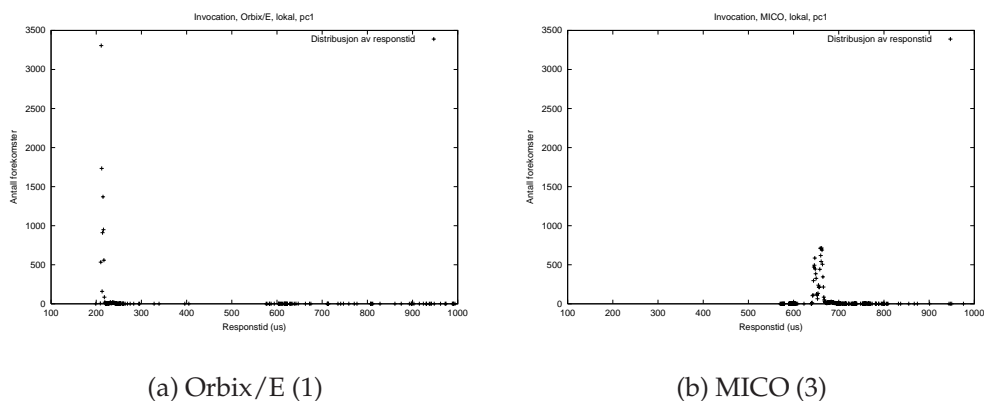 Invocation, Orbix/E, lokal, pc1
Distribusjon av responstid
Antall forekomster
3500
3000
2500
2000
1500
1000
500
0
100 200 300 400 500 600 700 800 900 1000
Responstid (us)
(a) Orbix/E (1)
Invocation, MICO, lokal, pc1
Distribusjon av responstid
Antall forekomster
3500
3000
2500
2000
1500
1000
500
0
100 200 300 400 500 600 700 800 900 1000
Responstid (us)
(b) MICO (3)